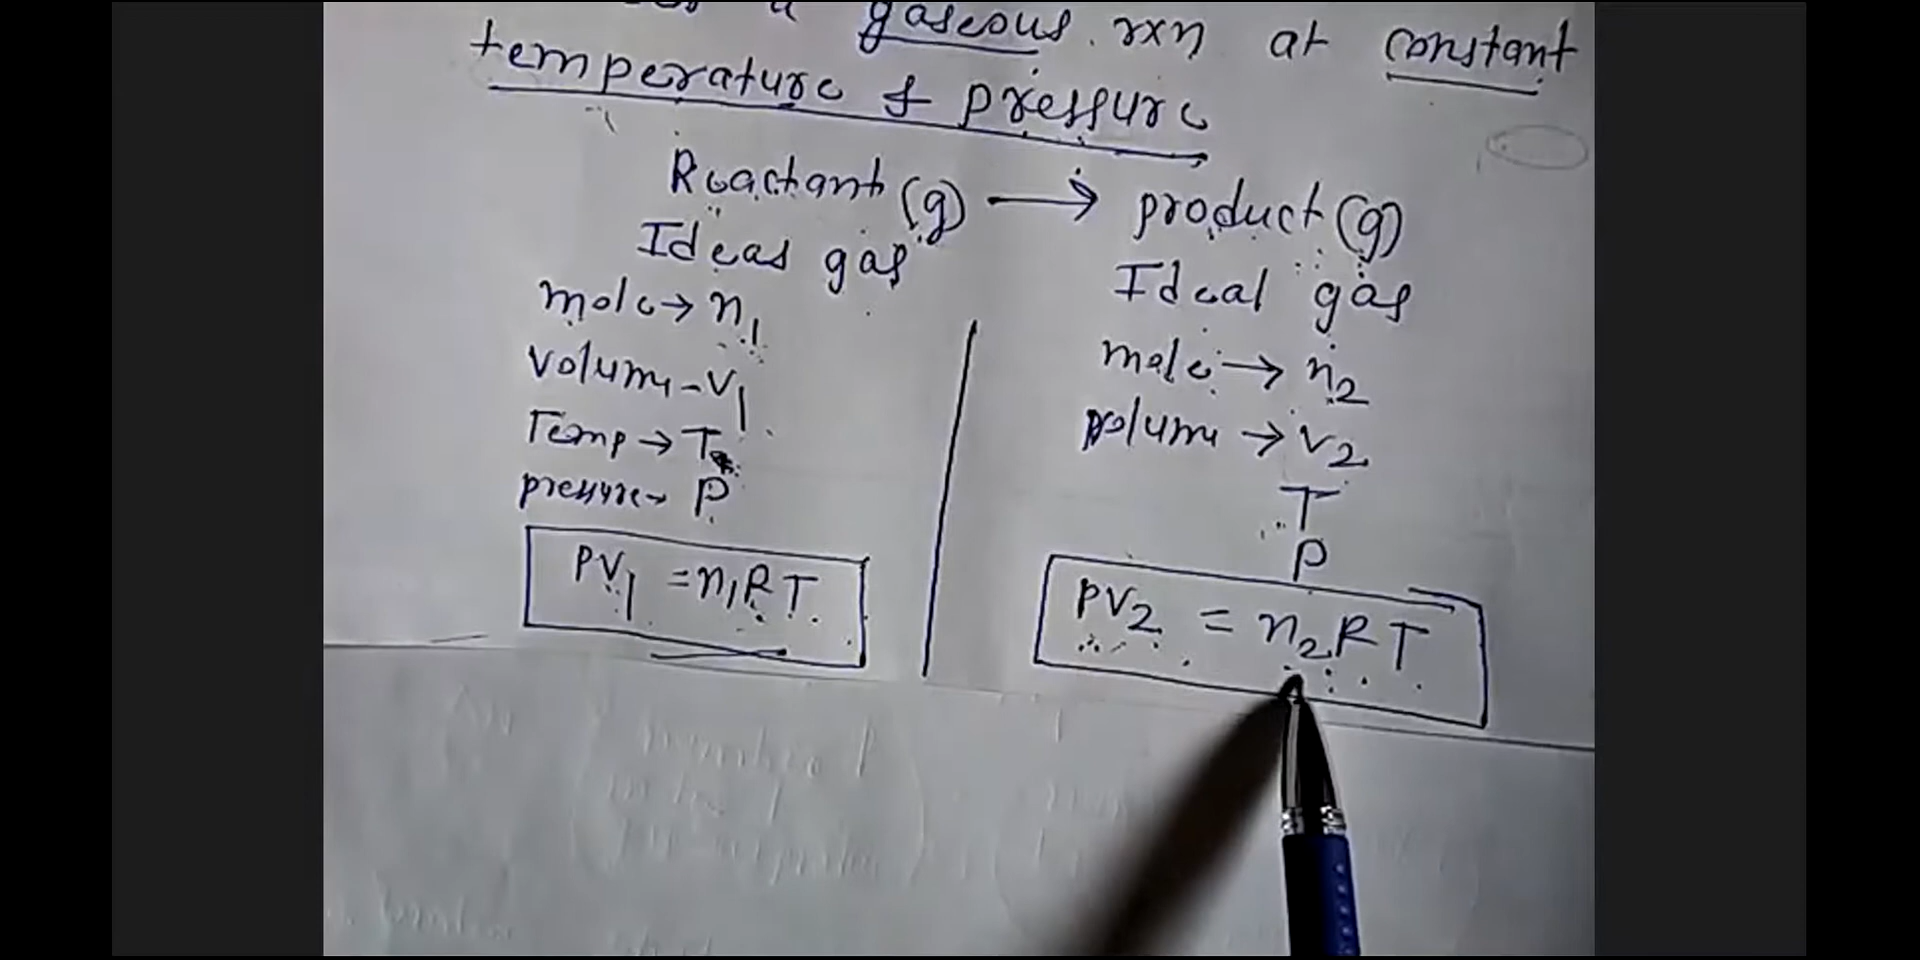 a gaseous rxn at constant
temperature & pressure
Reactant (g) → product (g)
Ideas gas
mole → n1
volume - V1
Temp → T
pressure → P
PV1 = n1RT
Ideal gas
mole → n2
volume → V2
T
P
PV2 = n2RT